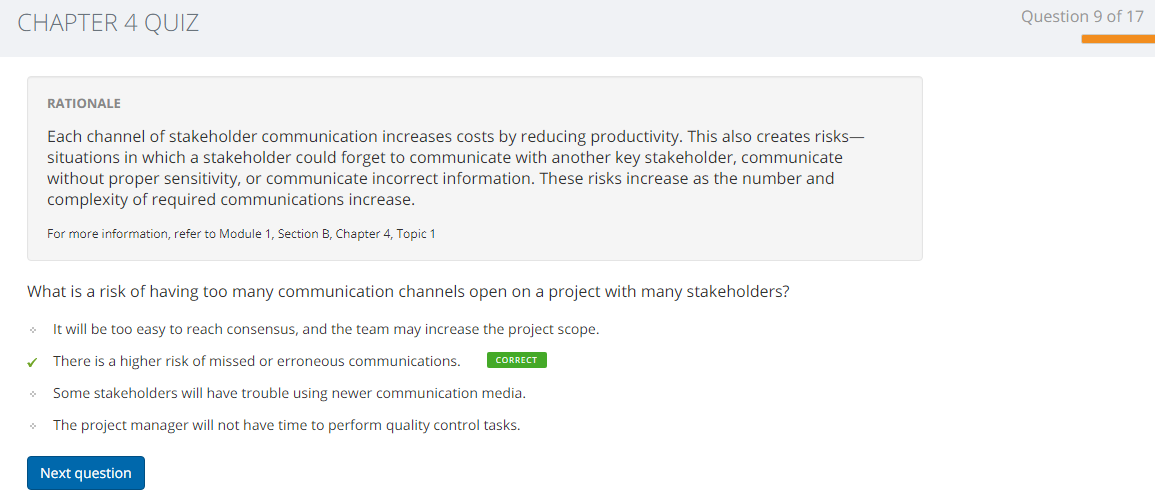 CHAPTER 4 QUIZ
Question 9 of 17
RATIONALE
Each channel of stakeholder communication increases costs by reducing productivity. This also creates risks—
situations in which a stakeholder could forget to communicate with another key stakeholder, communicate
without proper sensitivity, or communicate incorrect information. These risks increase as the number and
complexity of required communications increase.
For more information, refer to Module 1, Section B, Chapter 4, Topic 1
What is a risk of having too many communication channels open on a project with many stakeholders?
It will be too easy to reach consensus, and the team may increase the project scope.
There is a higher risk of missed or erroneous communications. CORRECT
Some stakeholders will have trouble using newer communication media.
The project manager will not have time to perform quality control tasks.
Next question